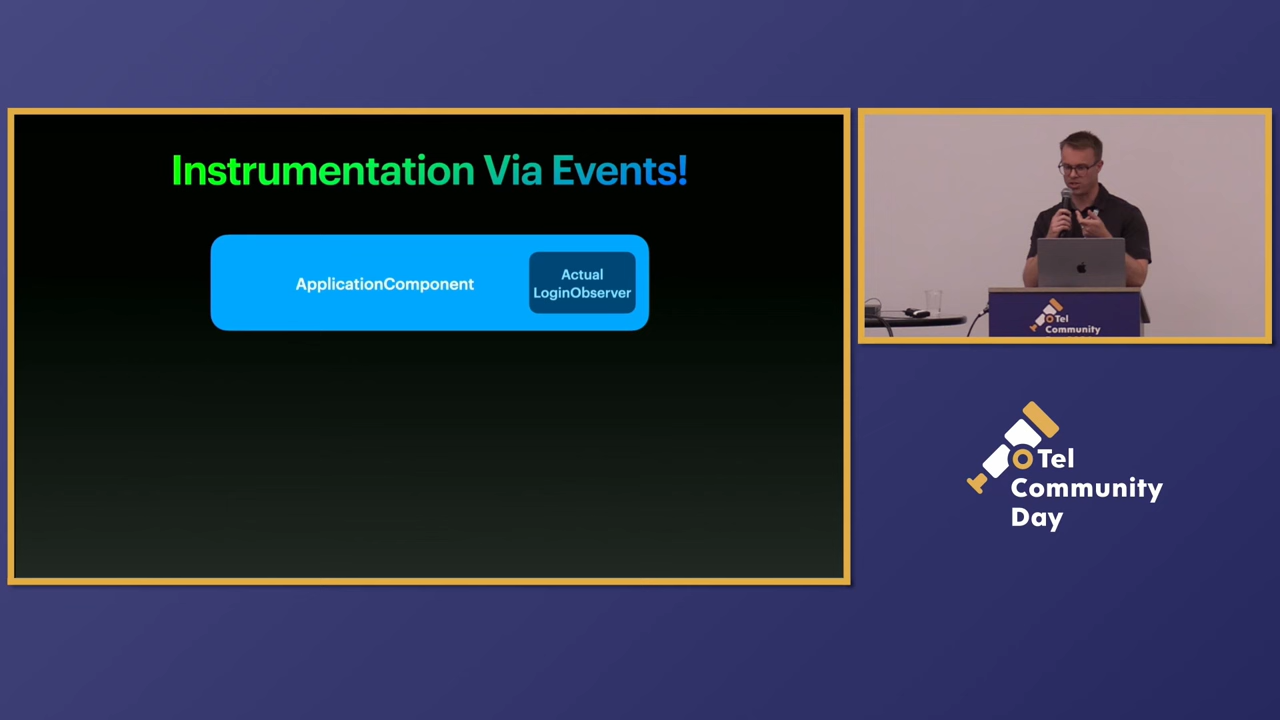 Instrumentation Via Events!
ApplicationComponent
Actual
LoginObserver
Tel
Community
Tel
Community
Day